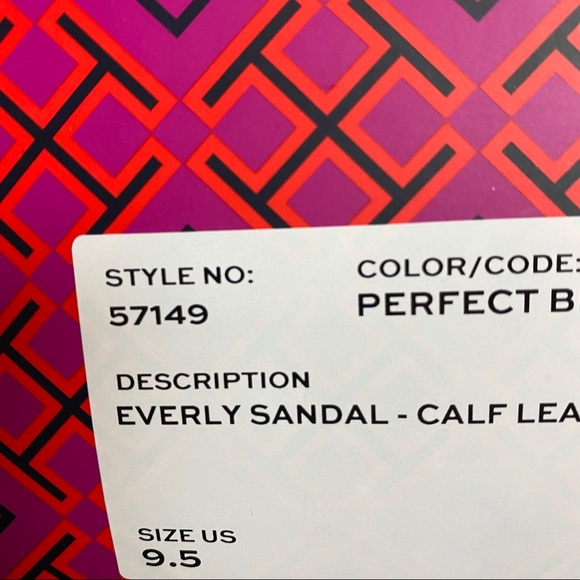 STYLE NO: COLOR/CODE:
57149 PERFECT B
DESCRIPTION
EVERLY SANDAL - CALF LEA
SIZE US
9.5